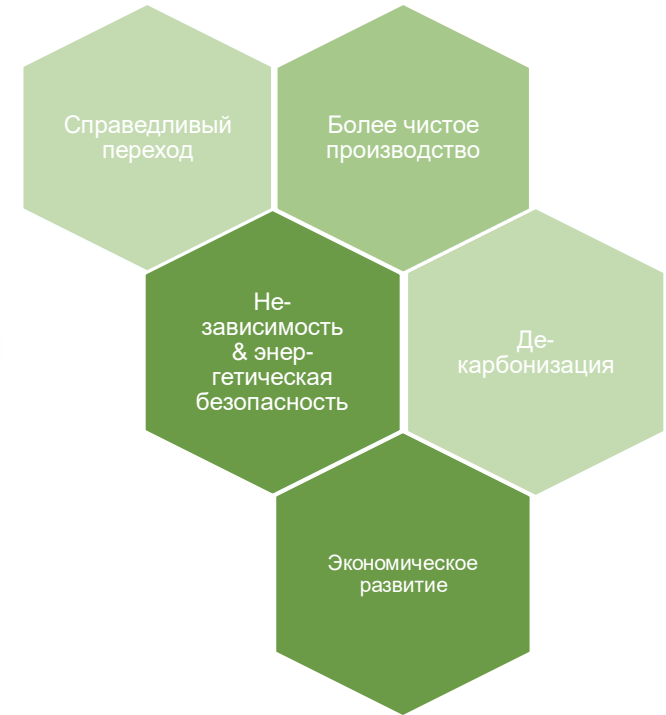 Справедливый
переход
Более чистое
производство
Не-
зависимость
& энер-
гетическая
безопасность
Де-
карбонизация
Экономическое
развитие